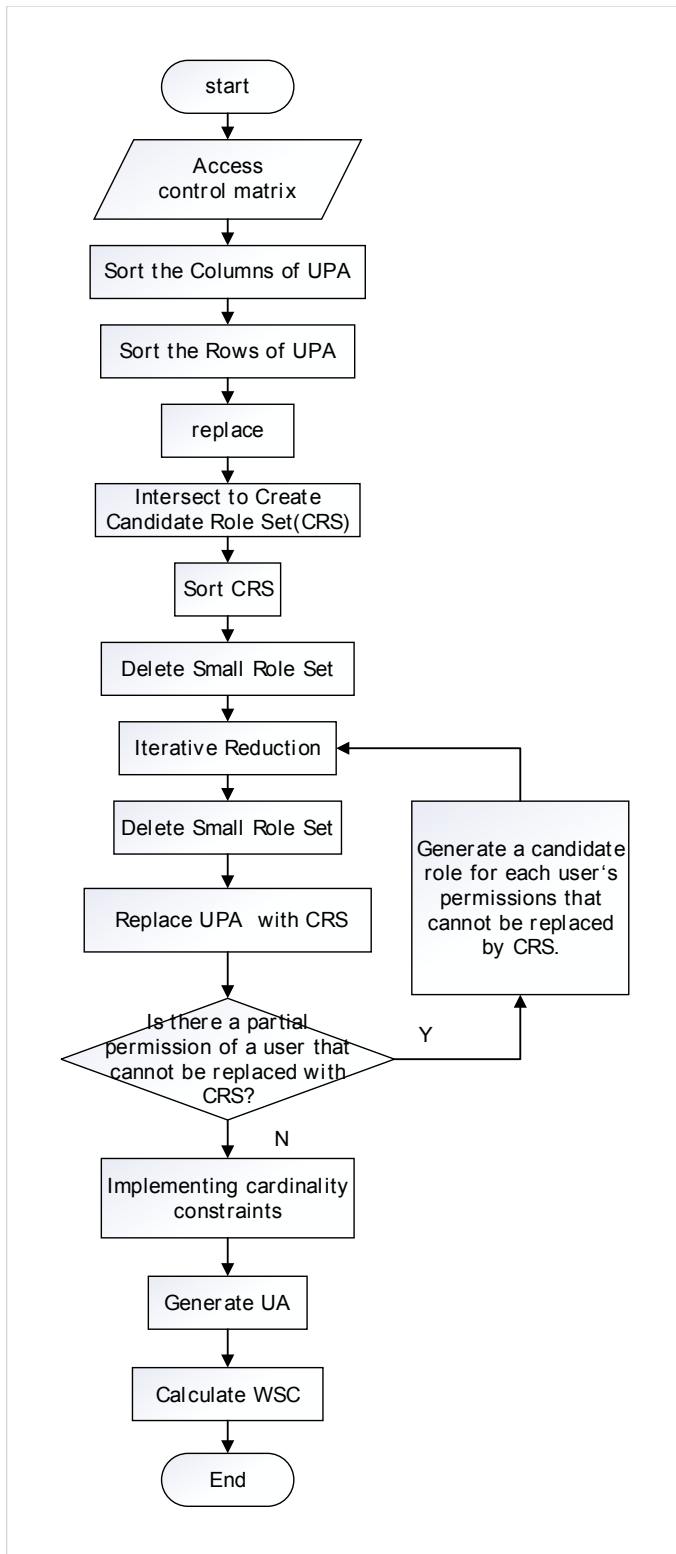 start
Access
control matrix
Sort the Columns of UPA
Sort the Rows of UPA
replace
Intersect to Create
Candidate Role Set(CRS)
Sort CRS
Delete Small Role Set
Iterative Reduction
Delete Small Role Set
Generate a candidate
role for each user‘s
permissions that
cannot be replaced
by CRS.
Replace UPA with CRS
Is there a partial
permission of a user that
cannot be replaced with
CRS?
Y
N
Implementing cardinality
constraints
Generate UA
Calculate WSC
End